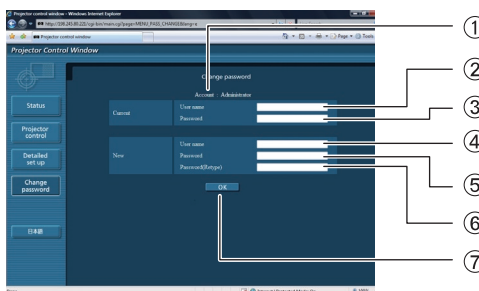 Projector control window - Windows Internet Explorer
Projector control window
Page
Tools
Projector Control Window
Change password
Account : Administrator
Status
Projector
control
Detailed
set up
Change
password
日本語
Current
User name
Password
New
User name
Password
Password(Retype)
OK
①
②
③
④
⑤
⑥
⑦